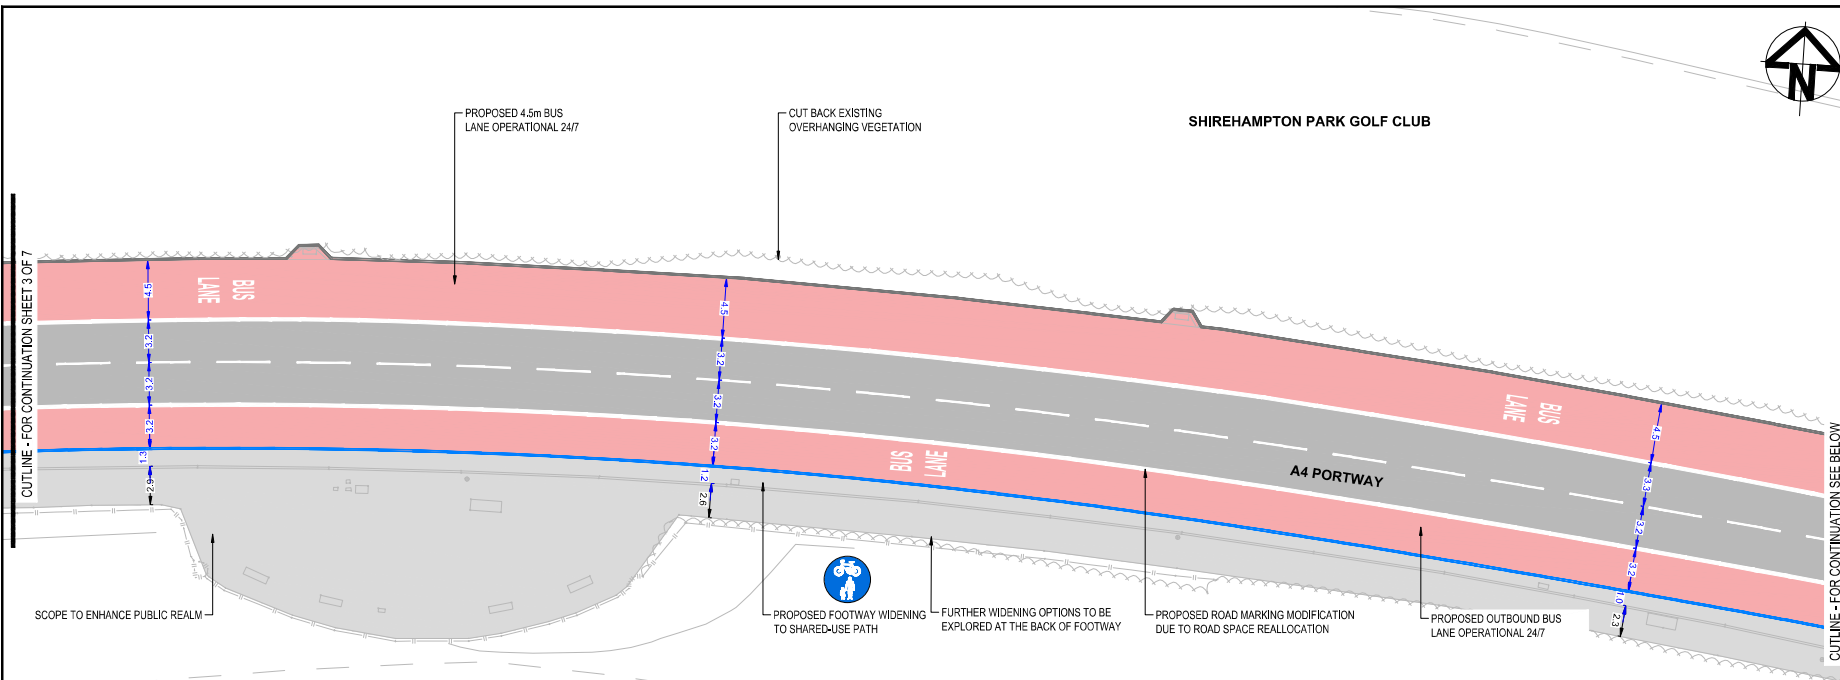 N
PROPOSED 4.5m BUS
LANE OPERATIONAL 24/7
CUT BACK EXISTING
OVERHANGING VEGETATION
SHIREHAMPTON PARK GOLF CLUB
CUTLINE - FOR CONTINUATION SHEET 3 OF 7
BUS
LANE
4.5
3.2
3.2
3.2
1.3
2.9
4.5
3.2
3.2
3.2
1.2
2.6
BUS
LANE
BUS
LANE
A4 PORTWAY
4.5
3.3
3.2
3.2
1.0
2.3
CUTLINE - FOR CONTINUATION SEE BELOW
SCOPE TO ENHANCE PUBLIC REALM
PROPOSED FOOTWAY WIDENING
TO SHARED-USE PATH
FURTHER WIDENING OPTIONS TO BE
EXPLORED AT THE BACK OF FOOTWAY
PROPOSED ROAD MARKING MODIFICATION
DUE TO ROAD SPACE REALLOCATION
PROPOSED OUTBOUND BUS
LANE OPERATIONAL 24/7